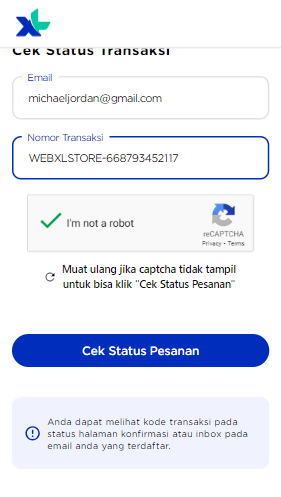 XL
Cek Status Transaksi
Email
michaeljordan@gmail.com
Nomor Transaksi
WEBXLSTORE-668793452117
I'm not a robot
reCAPTCHA
Privacy - Terms
Muat ulang jika captcha tidak tampil
untuk bisa klik "Cek Status Pesanan"
Cek Status Pesanan
Anda dapat melihat kode transaksi pada
status halaman konfirmasi atau inbox pada
email anda yang terdaftar.